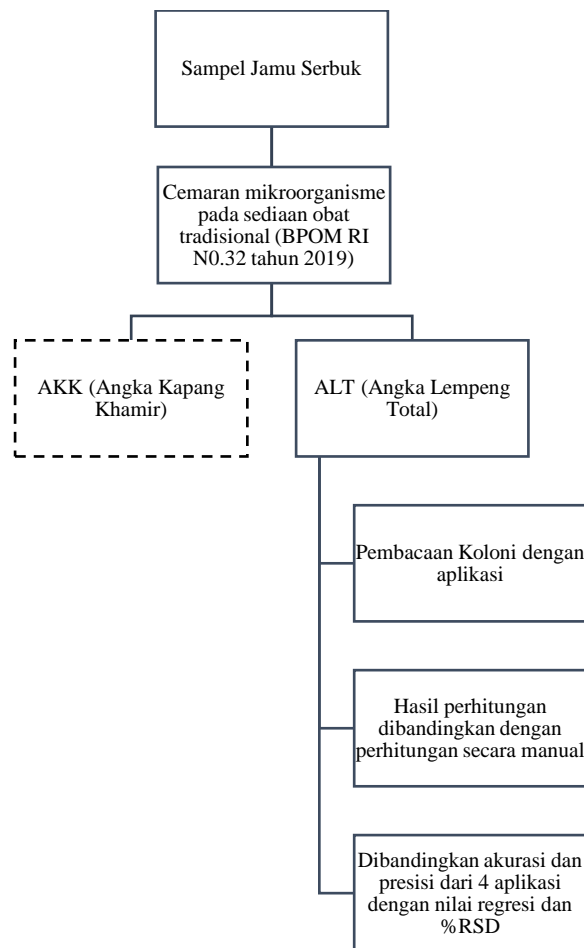 Sampel Jamu Serbuk
Cemaran mikroorganisme
pada sediaan obat
tradisional (BPOM RI
N0.32 tahun 2019)
AKK (Angka Kapang
Khamir)
ALT (Angka Lempeng
Total)
Pembacaan Koloni dengan
aplikasi
Hasil perhitungan
dibandingkan dengan
perhitungan secara manual
Dibandingkan akurasi dan
presisi dari 4 aplikasi
dengan nilai regresi dan
%RSD